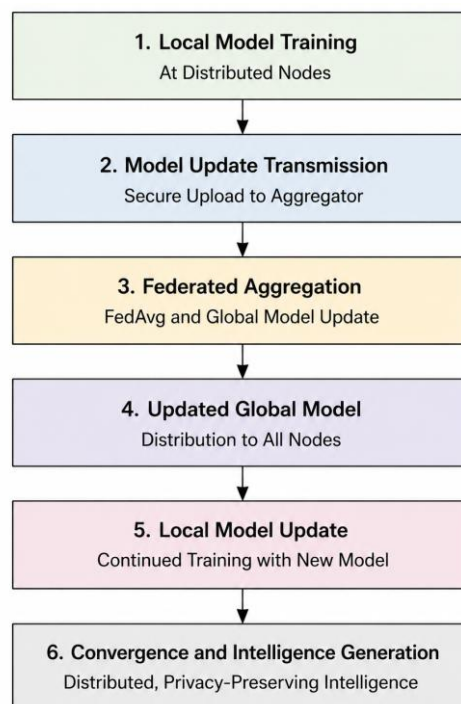 1. Local Model Training
At Distributed Nodes
2. Model Update Transmission
Secure Upload to Aggregator
3. Federated Aggregation
FedAvg and Global Model Update
4. Updated Global Model
Distribution to All Nodes
5. Local Model Update
Continued Training with New Model
6. Convergence and Intelligence Generation
Distributed, Privacy-Preserving Intelligence